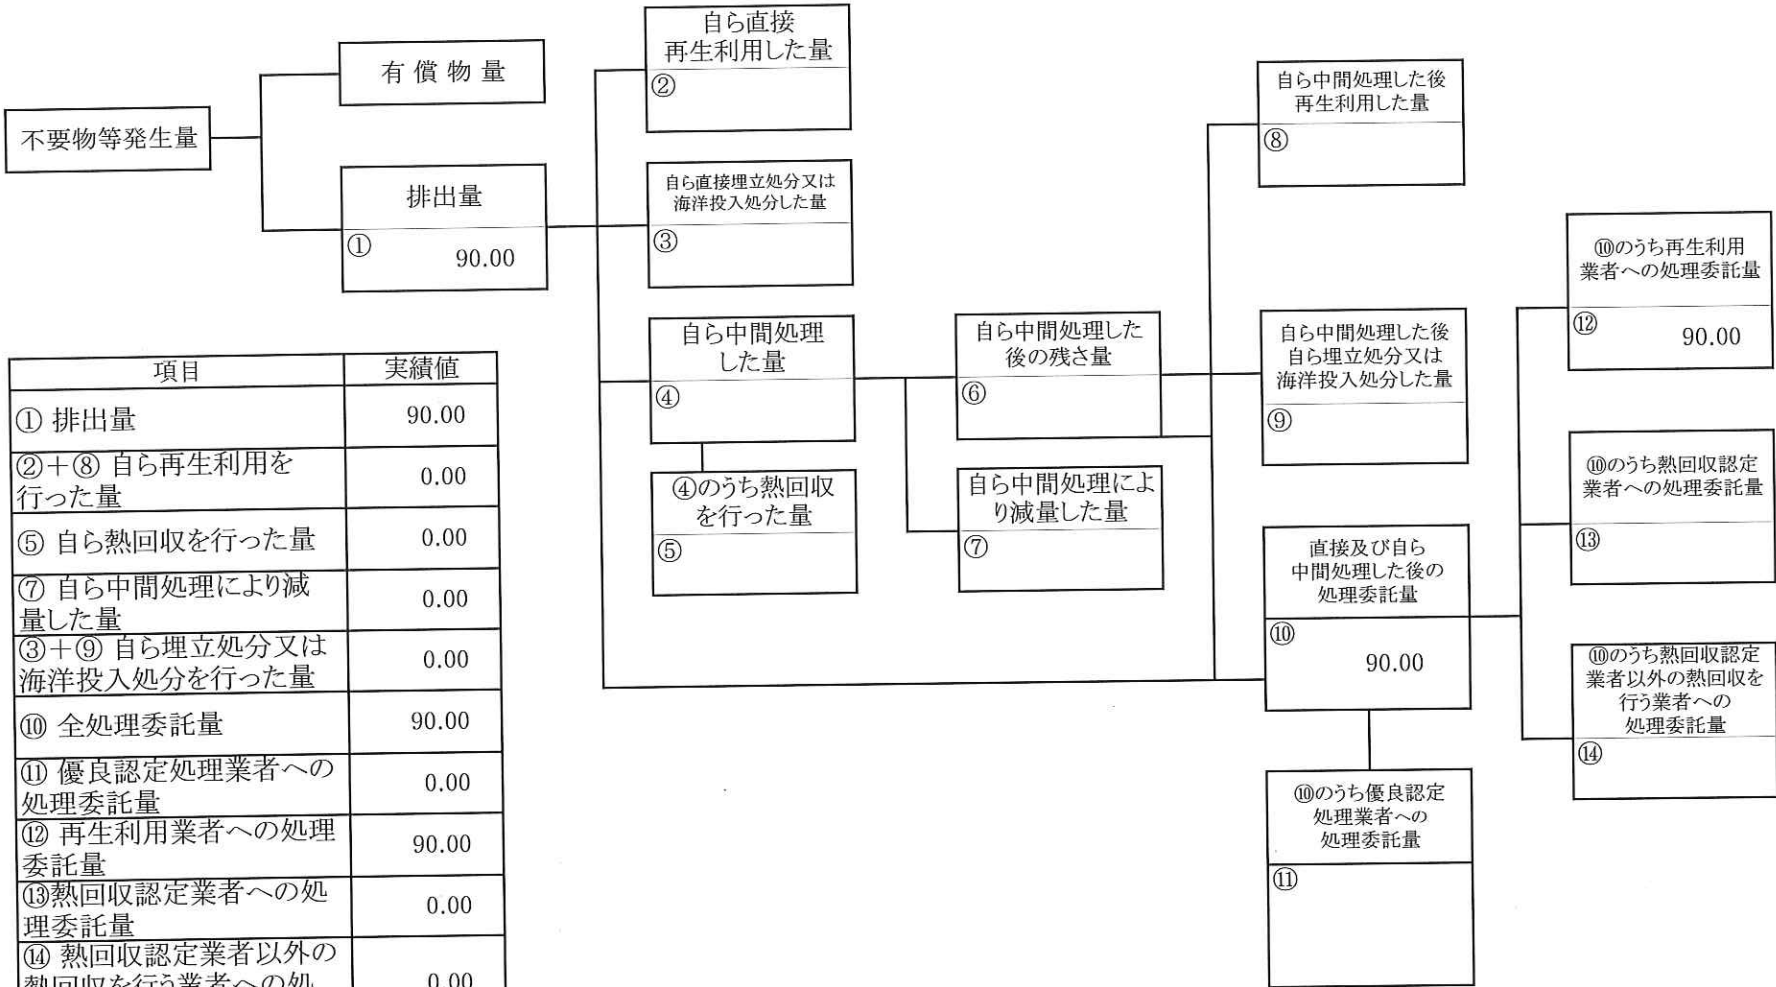 不要物等発生量
有償物量
排出量
①
90.00
自ら直接
再生利用した量
②
自ら直接埋立処分又は
海洋投入処分した量
③
自ら中間処理
した量
④
④のうち熱回収
を行った量
⑤
自ら中間処理した
後の残さ量
⑥
自ら中間処理によ
り減量した量
⑦
自ら中間処理した後
再生利用した量
⑧
自ら中間処理した後
自ら埋立処分又は
海洋投入処分した量
⑨
直接及び自ら
中間処理した後の
処理委託量
⑩
90.00
⑩のうち優良認定
処理業者への
処理委託量
⑪
⑩のうち再生利用
業者への処理委託量
⑫
90.00
⑩のうち熱回収認定
業者への処理委託量
⑬
⑩のうち熱回収認定
業者以外の熱回収を
行う業者への
処理委託量
⑭
項目 実績値
① 排出量 90.00
②+⑧ 自ら再生利用を
行った量 0.00
⑤ 自ら熱回収を行った量 0.00
⑦ 自ら中間処理により減
量した量 0.00
③+⑨ 自ら埋立処分又は
海洋投入処分を行った量 0.00
⑩ 全処理委託量 90.00
⑪ 優良認定処理業者への
処理委託量 0.00
⑫ 再生利用業者への処理
委託量 90.00
⑬熱回収認定業者への処
理委託量 0.00
⑭ 熱回収認定業者以外の
熱回収を行う業者への処 0.00